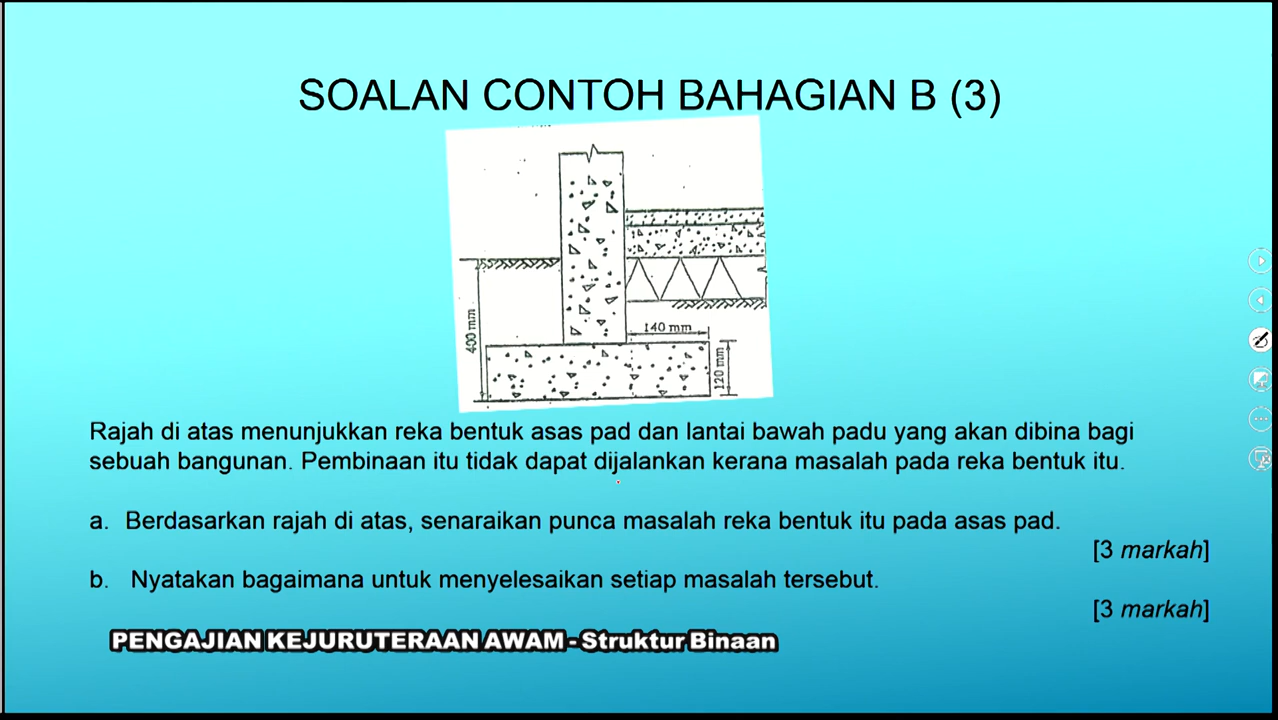 SOALAN CONTOH BAHAGIAN B (3)
400 mm
140 mm
120 mm
Rajah di atas menunjukkan reka bentuk asas pad dan lantai bawah padu yang akan dibina bagi
sebuah bangunan. Pembinaan itu tidak dapat dijalankan kerana masalah pada reka bentuk itu.
a. Berdasarkan rajah di atas, senaraikan punca masalah reka bentuk itu pada asas pad.
[3 markah]
b. Nyatakan bagaimana untuk menyelesaikan setiap masalah tersebut.
[3 markah]
PENGAJIAN KEJURUTERAAN AWAM - Struktur Binaan